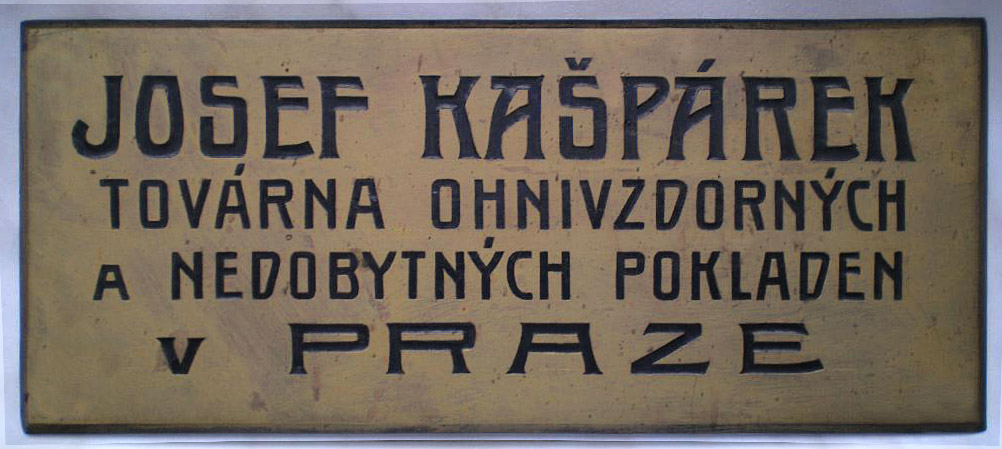 JOSEF KAŠPÁREK
TOVÁRNA OHNIVZDORNÝCH
A NEDOBYTNÝCH POKLADEN
v PRAZE